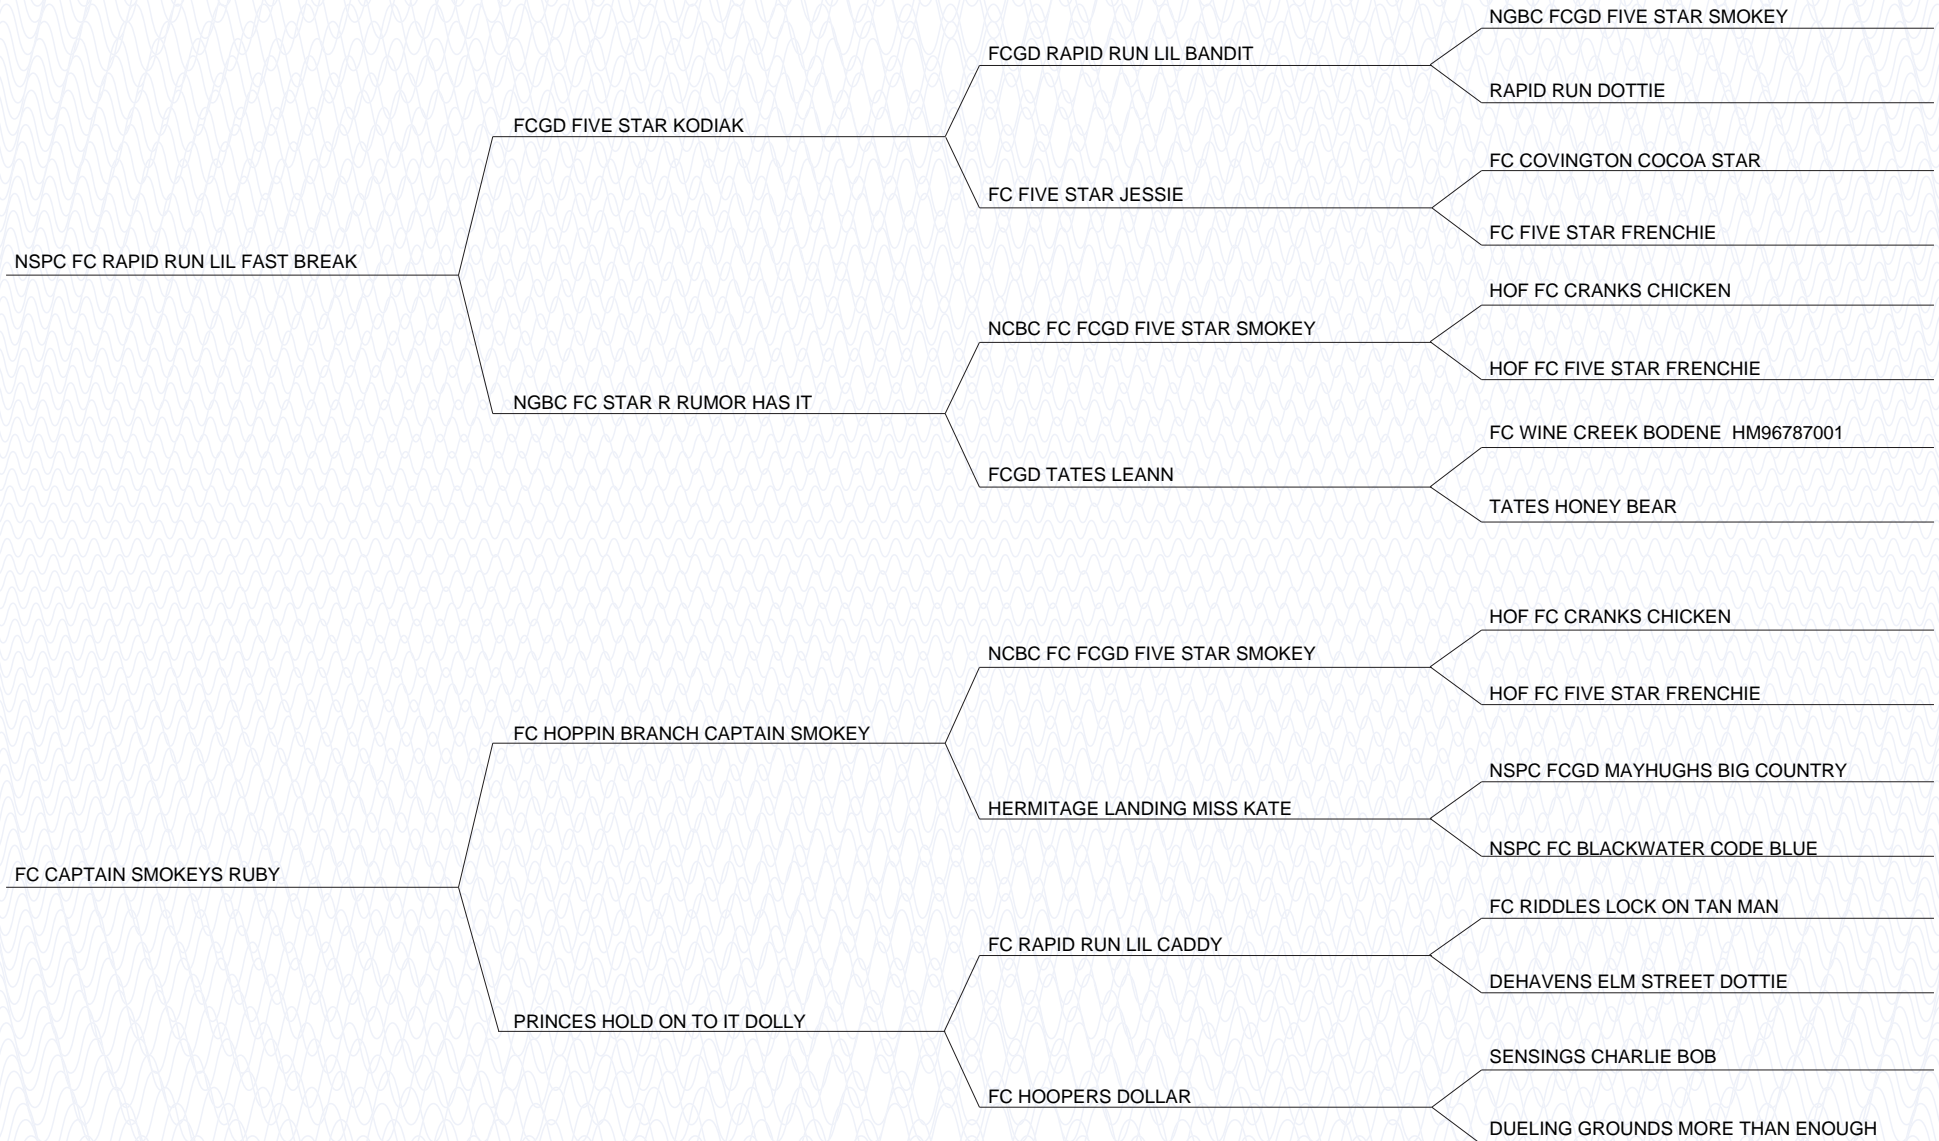 NSPC FC RAPID RUN LIL FAST BREAK
FCGD FIVE STAR KODIAK
FCGD RAPID RUN LIL BANDIT
NGBC FCGD FIVE STAR SMOKEY
RAPID RUN DOTTIE
FC FIVE STAR JESSIE
FC COVINGTON COCOA STAR
FC FIVE STAR FRENCHIE
NGBC FC STAR R RUMOR HAS IT
NCBC FC FCGD FIVE STAR SMOKEY
HOF FC CRANKS CHICKEN
HOF FC FIVE STAR FRENCHIE
FCGD TATES LEANN
FC WINE CREEK BODENE HM96787001
TATES HONEY BEAR
FC CAPTAIN SMOKEYS RUBY
FC HOPPIN BRANCH CAPTAIN SMOKEY
NCBC FC FCGD FIVE STAR SMOKEY
HOF FC CRANKS CHICKEN
HOF FC FIVE STAR FRENCHIE
HERMITAGE LANDING MISS KATE
NSPC FCGD MAYHUGHS BIG COUNTRY
NSPC FC BLACKWATER CODE BLUE
PRINCES HOLD ON TO IT DOLLY
FC RAPID RUN LIL CADDY
FC RIDDLES LOCK ON TAN MAN
DEHAVENS ELM STREET DOTTIE
FC HOOPERS DOLLAR
SENSINGS CHARLIE BOB
DUELING GROUNDS MORE THAN ENOUGH